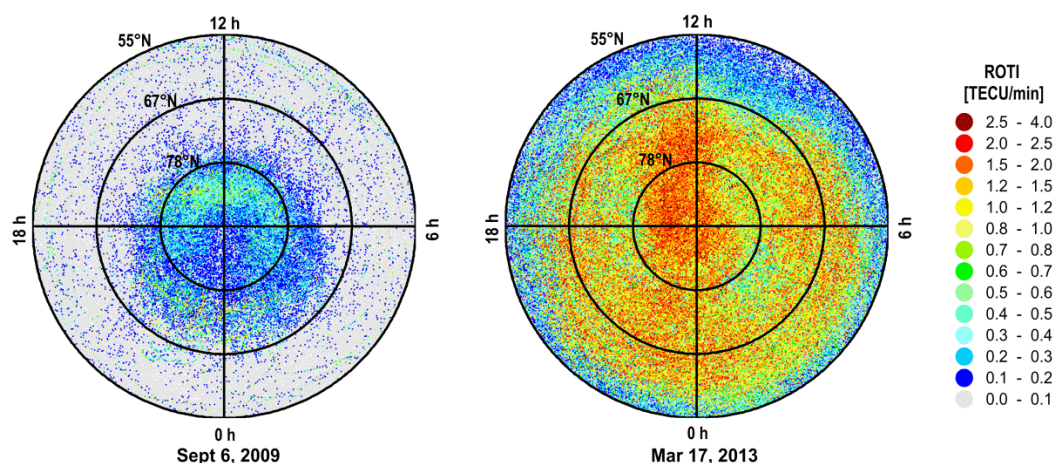 12 h
55°N
67°N
78°N
18 h
6 h
0 h
Sept 6, 2009
12 h
55°N
67°N
78°N
18 h
6 h
0 h
Mar 17, 2013
ROTI
[TECU/min]
2.5 - 4.0
2.0 - 2.5
1.5 - 2.0
1.2 - 1.5
1.0 - 1.2
0.8 - 1.0
0.7 - 0.8
0.6 - 0.7
0.5 - 0.6
0.4 - 0.5
0.3 - 0.4
0.2 - 0.3
0.1 - 0.2
0.0 - 0.1